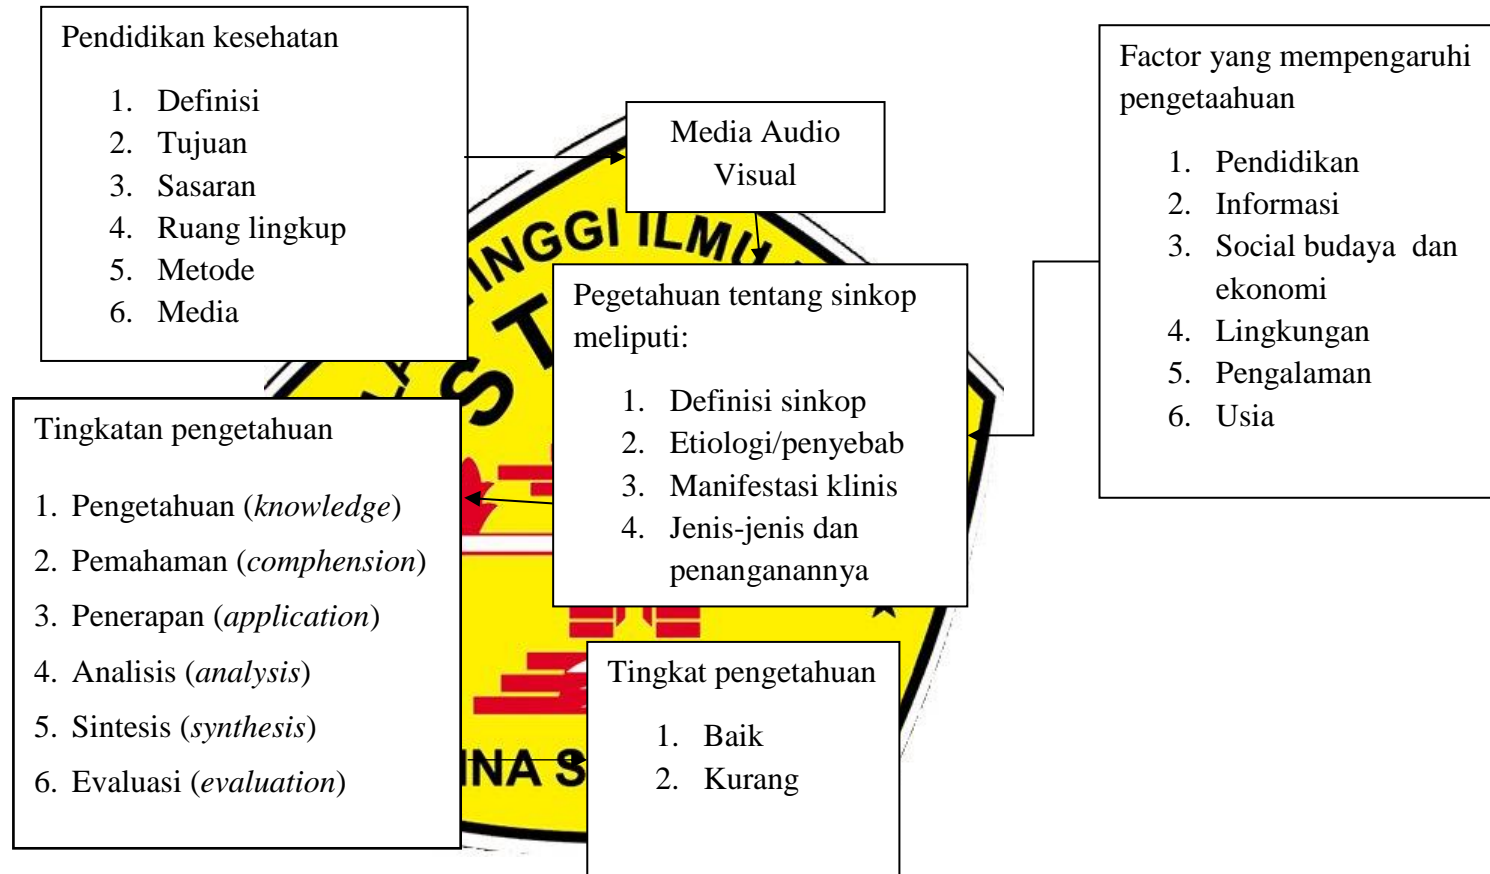 Pendidikan kesehatan
1. Definisi
2. Tujuan
3. Sasaran
4. Ruang lingkup
5. Metode
6. Media
Media Audio
Visual
Factor yang mempengaruhi
pengetaahuan
1. Pendidikan
2. Informasi
3. Social budaya dan
ekonomi
4. Lingkungan
5. Pengalaman
6. Usia
INGGI ILMU
ST
Pegetahuan tentang sinkop
meliputi:
1. Definisi sinkop
2. Etiologi/penyebab
3. Manifestasi klinis
4. Jenis-jenis dan
penanganannya
Tingkatan pengetahuan
1. Pengetahuan (knowledge)
2. Pemahaman (comphension)
3. Penerapan (application)
4. Analisis (analysis)
5. Sintesis (synthesis)
6. Evaluasi (evaluation)
Tingkat pengetahuan
1. Baik
2. Kurang
INA S